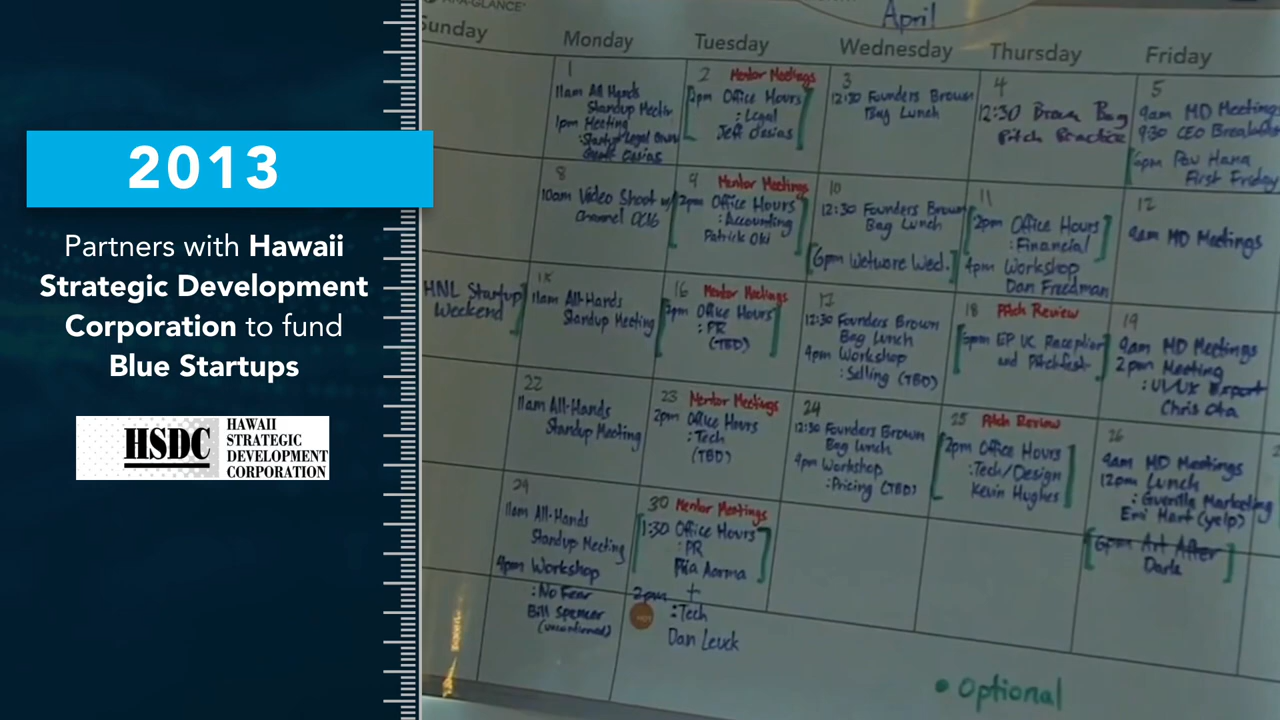 2013
Partners with Hawaii
Strategic Development
Corporation to fund
Blue Startups
HSDC
HAWAII
STRATEGIC
DEVELOPMENT
CORPORATION
GLANCE
April
Sunday
Monday
Tuesday
Wednesday
Thursday
Friday
1
11am All Hands
Standup Meetin
1pm Meeting
2 Mentor Meetings
2pm Office Hours
: Legal
Jeff
3
12:30 Founders Brown
Bag Lunch
4
12:30 Brown Bag
Pitch Practice
5
9am MD Meetings
9:30 CEO
6pm Pau Hana
First Friday
8
10am Video Shoot w/
Channel OC16
9 Mentor Meetings
2pm Office Hours
: Accounting
Patrick Oki
10
12:30 Founders Brown
Bag Lunch
6pm Wetware Wed.
11
2pm Office Hours
: Financial
4pm Workshop
Dan Freedman
12
9am MD Meetings
HNL Startup
Weekend
15
11am All-Hands
Standup Meeting
16 Mentor Meetings
2pm Office Hours
: PR
(TBD)
17
12:30 Founders Brown
Bag Lunch
4pm Workshop
: Selling (TBD)
18 Pitch Review
6pm EP VC Reception
and Pitchfest
19
9am MD Meetings
2pm Meeting
: UI/UX Expert
Chris Ota
22
11am All-Hands
Standup Meeting
23 Mentor Meetings
2pm Office Hours
: Tech
(TBD)
24
12:30 Founders Brown
Bag Lunch
4pm Workshop
: Pricing (TBD)
25 Pitch Review
2pm Office Hours
: Tech/Design
Kevin Hughes
26
9am MD Meetings
12pm Lunch
: Guerilla Marketing
Emi Hart (yelp)
6pm Art After
Dark
29
11am All-Hands
Standup Meeting
4pm Workshop
: No Fear
Bill Spencer
(unconfirmed)
30 Mentor Meetings
1:30 Office Hours
: PR
Aorma
2pm +
: Tech
Dan Leuck
• Optional